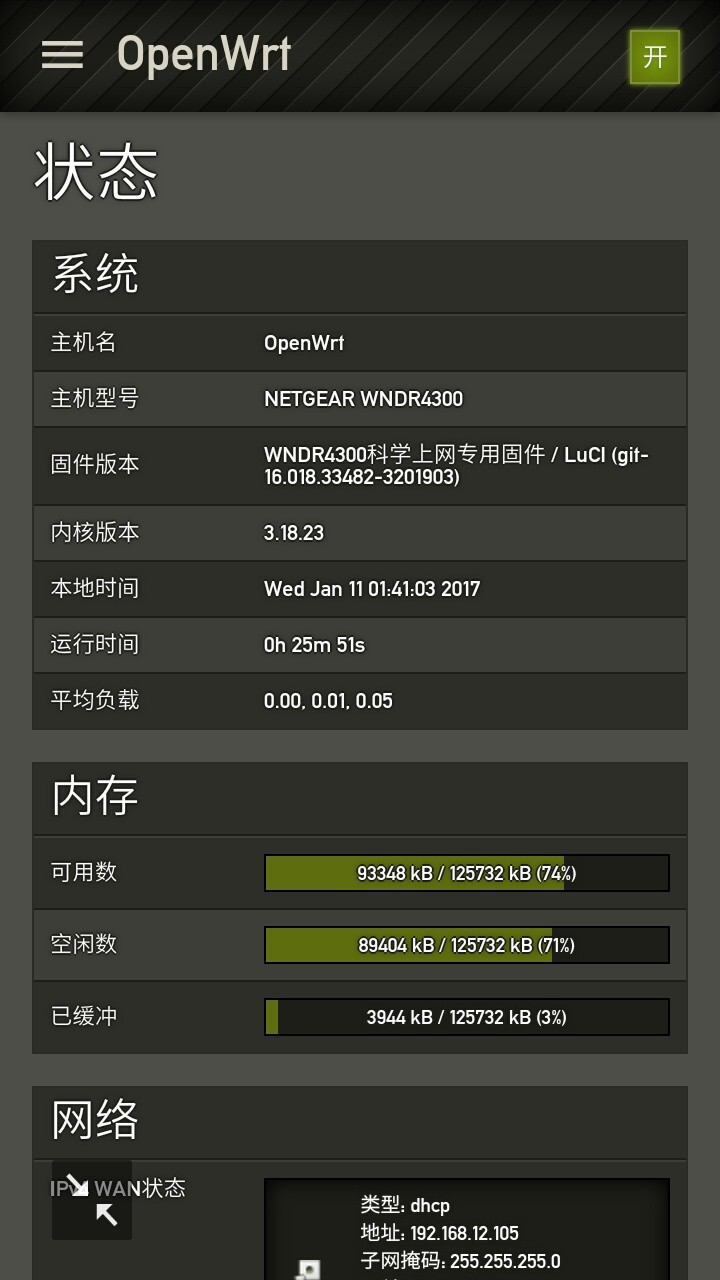 OpenWrt
开
状态
系统
主机名 OpenWrt
主机型号 NETGEAR WNDR4300
固件版本 WNDR4300科学上网专用固件 / LuCI (git-
16.018.33482-3201903)
内核版本 3.18.23
本地时间 Wed Jan 11 01:41:03 2017
运行时间 0h 25m 51s
平均负载 0.00, 0.01, 0.05
内存
可用数 93348 kB / 125732 kB (74%)
空闲数 89404 kB / 125732 kB (71%)
已缓冲 3944 kB / 125732 kB (3%)
网络
IPv4 WAN状态
类型: dhcp
地址: 192.168.12.105
子网掩码: 255.255.255.0